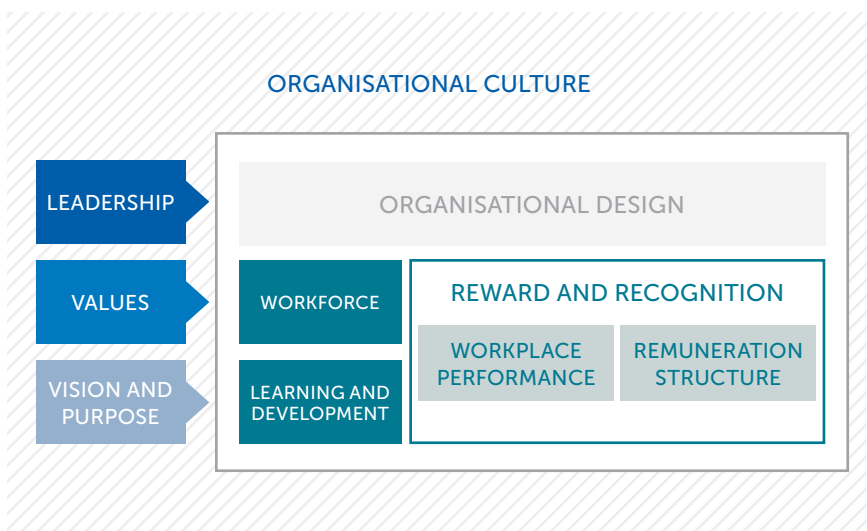 ORGANISATIONAL CULTURE
LEADERSHIP
ORGANISATIONAL DESIGN
VALUES
WORKFORCE
REWARD AND RECOGNITION
WORKPLACE
PERFORMANCE
REMUNERATION
STRUCTURE
VISION AND
PURPOSE
LEARNING AND
DEVELOPMENT